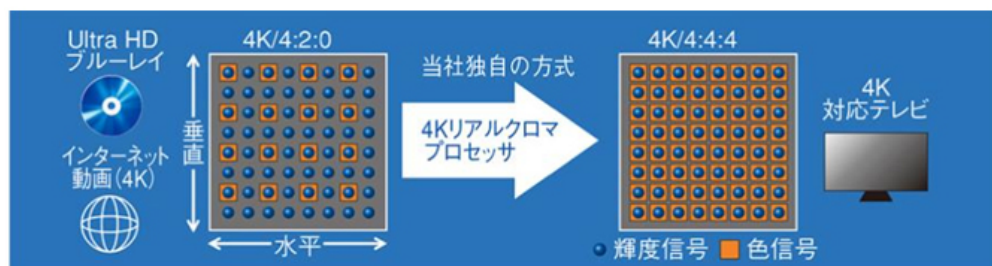 Ultra HD
ブルーレイ
インターネット
動画(4K)
4K/4:2:0
垂直
水平
当社独自の方式
4Kリアルクロマ
プロセッサ
4K/4:4:4
4K
対応テレビ
輝度信号
色信号